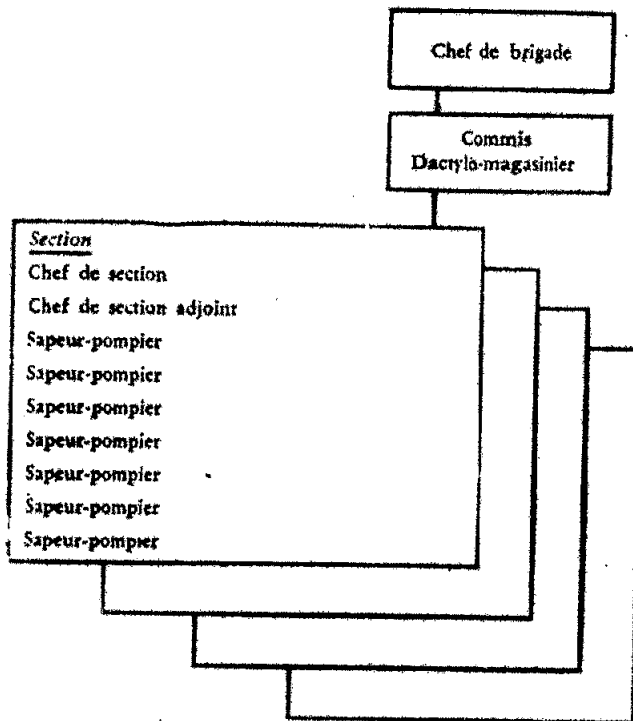 Chef de brigade
Commis
Dactylo-magasinier
Section
Chef de section
Chef de section adjoint
Sapeur-pompier
Sapeur-pompier
Sapeur-pompier
Sapeur-pompier
Sapeur-pompier
Sapeur-pompier
Sapeur-pompier